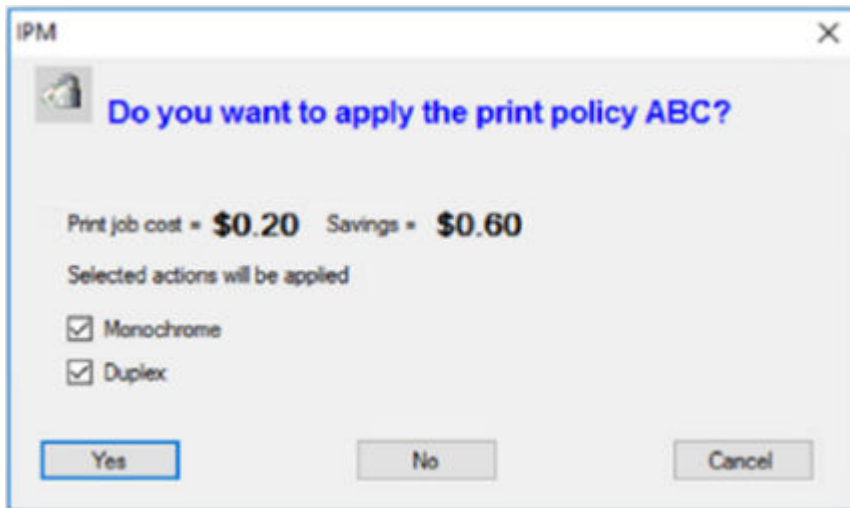 IPM
Do you want to apply the print policy ABC?
Print job cost = $0.20 Savings = $0.60
Selected actions will be applied
Monochrome
Duplex
Yes No Cancel